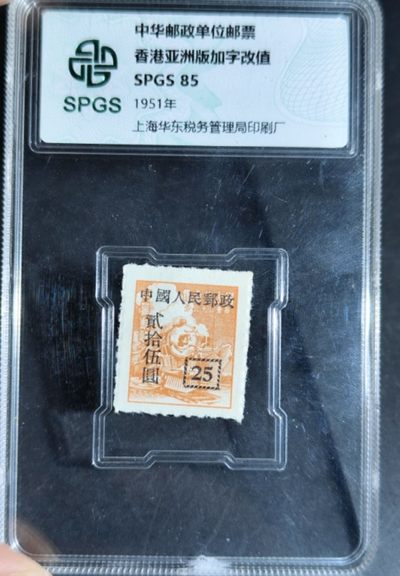 中华邮政单位邮票
香港亚洲版加字改值
SPGS 85
1951年
上海华东税务管理局印刷厂
SPGS
中國人民郵政
貳拾伍圓
25